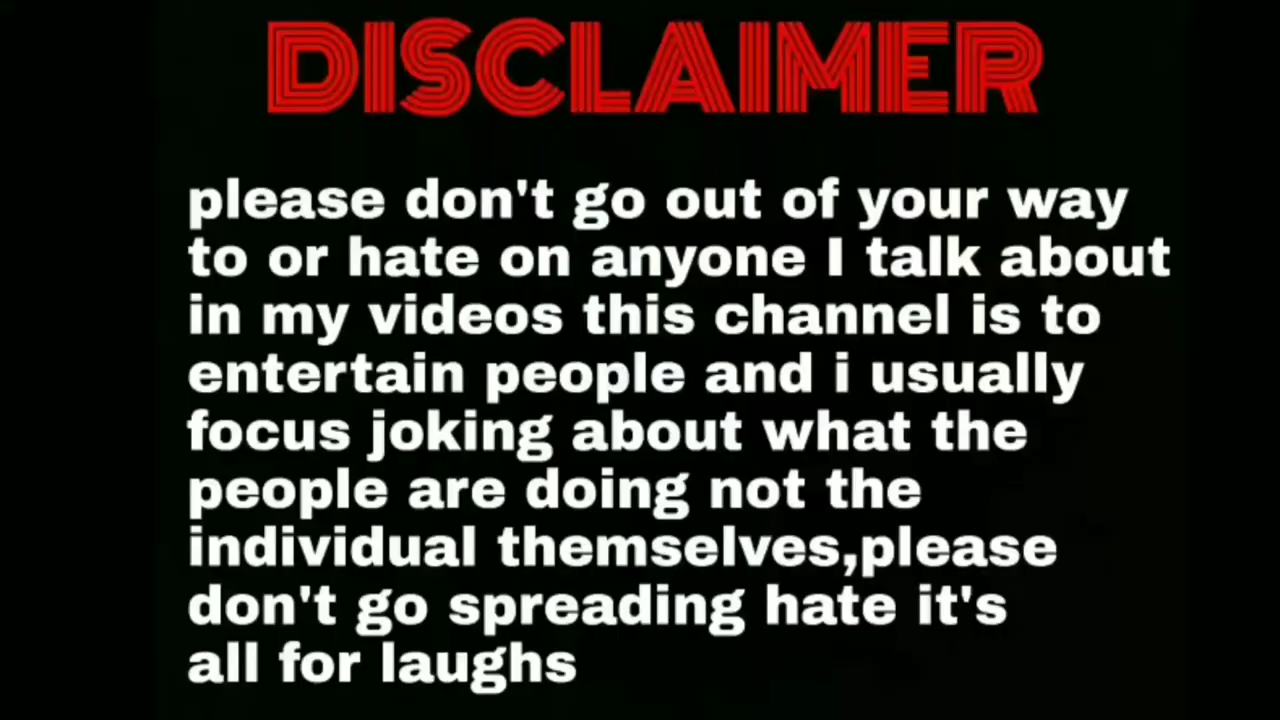 DISCLAIMER
please don't go out of your way
to or hate on anyone I talk about
in my videos this channel is to
entertain people and i usually
focus joking about what the
people are doing not the
individual themselves,please
don't go spreading hate it's
all for laughs